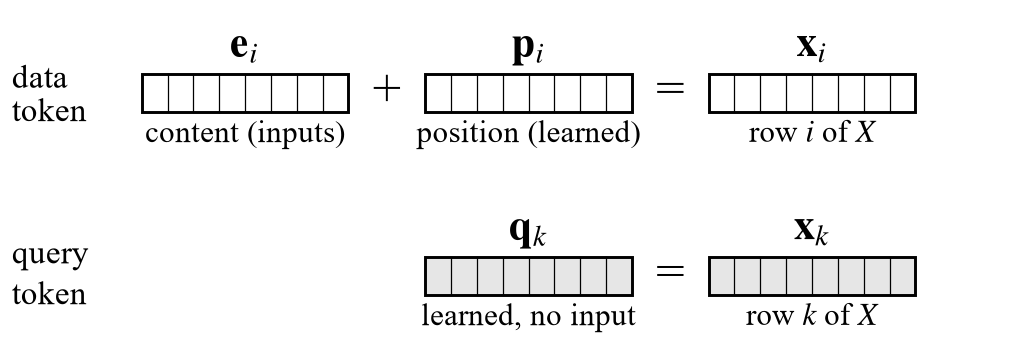 e_i p_i x_i
data
token
+ =
content (inputs) position (learned) row i of X
q_k x_k
query
token
=
learned, no input row k of X